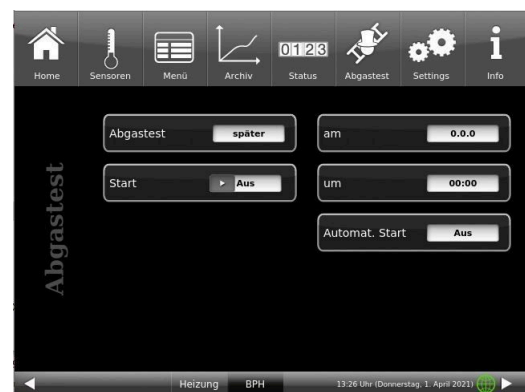 0123
Home Sensoren Menü Archiv Status Abgastest Settings Info
Abgastest
Abgastest später
am 0.0.0
Start Aus
um 00:00
Automat. Start Aus
Heizung BPH 13:26 Uhr (Donnerstag, 1. April 2021)